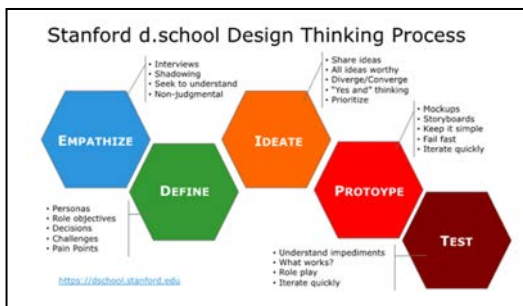 Stanford d.school Design Thinking Process
• Interviews
• Shadowing
• Seek to understand
• Non-judgmental
EMPATHIZE
• Personas
• Role objectives
• Decisions
• Challenges
• Pain Points
DEFINE
• Share ideas
• All ideas worthy
• Diverge/Converge
• "Yes and" thinking
• Prioritize
IDEATE
• Mockups
• Storyboards
• Keep it simple
• Fail fast
• Iterate quickly
PROTOYPE
• Understand impediments
• What works?
• Role play
• Iterate quickly
TEST
https://dschool.stanford.edu